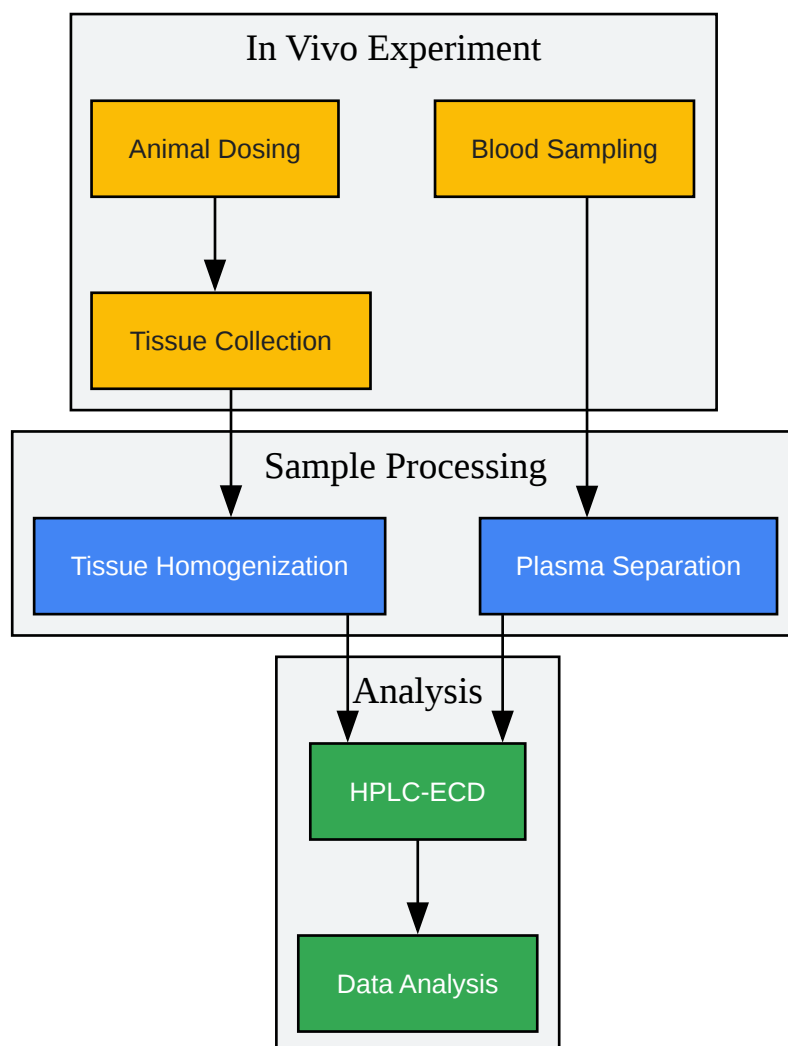 In Vivo Experiment
Animal Dosing
Blood Sampling
Tissue Collection
Sample Processing
Tissue Homogenization
Plasma Separation
Analysis
HPLC-ECD
Data Analysis